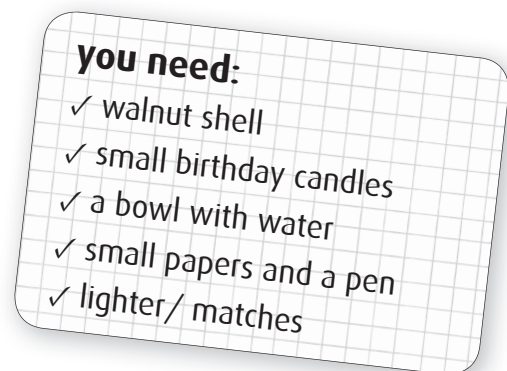 you need:
✓ walnut shell
✓ small birthday candles
✓ a bowl with water
✓ small papers and a pen
✓ lighter/ matches